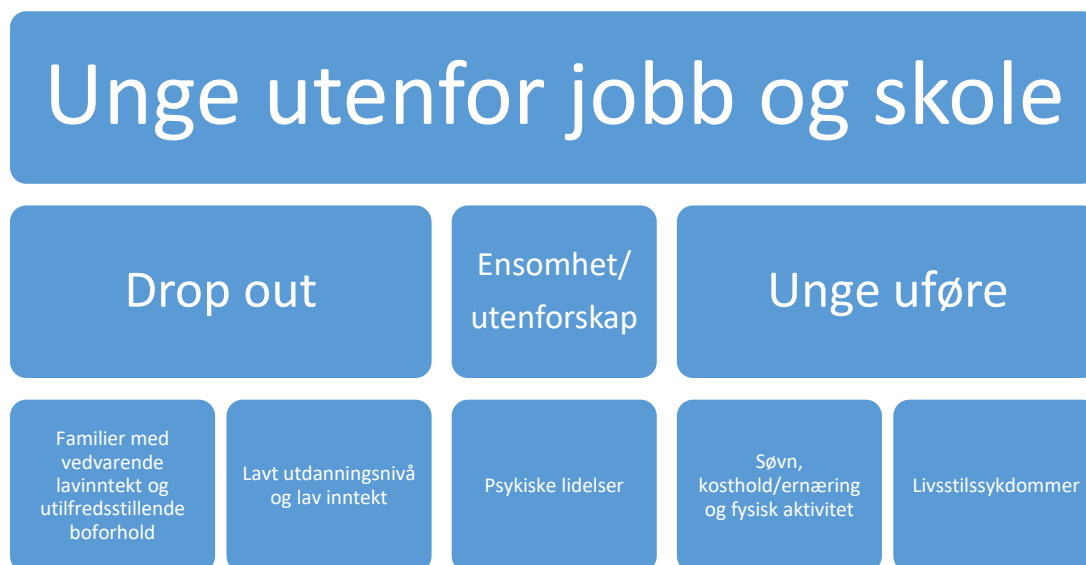 Unge utenfor jobb og skole
Drop out
Ensomhet/
utenforskap
Unge uføre
Familier med
vedvarende
lavinntekt og
utilfredsstillende
boforhold
Lavt utdanningsnivå
og lav inntekt
Psykiske lidelser
Søvn,
kosthold/ernæring
og fysisk aktivitet
Livsstilssykdommer